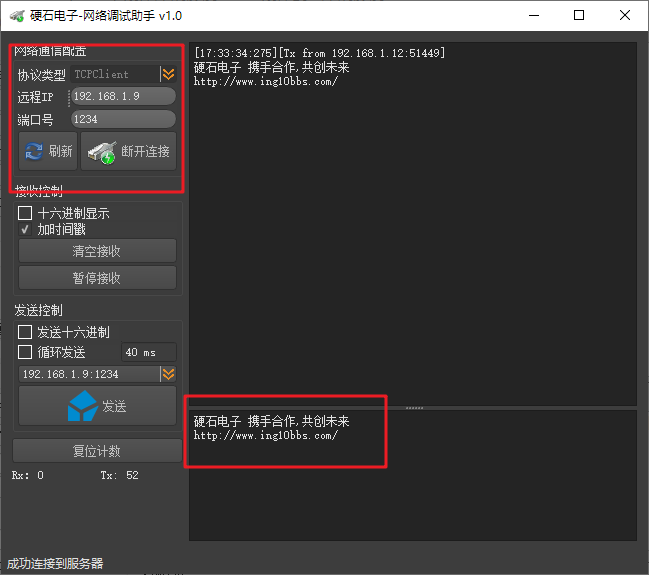 硬石电子-网络调试助手 v1.0
网络通信配置
协议类型 TCPClient
远程IP 192.168.1.9
端口号 1234
刷新 断开连接
接收控制
十六进制显示
加时间戳
清空接收
暂停接收
发送控制
发送十六进制
循环发送 40 ms
192.168.1.9:1234
发送
复位计数
Rx: 0 Tx: 52
成功连接到服务器
[17:33:34:275][Tx from 192.168.1.12:51449]
硬石电子 携手合作,共创未来
http://www.ing10bbs.com/
硬石电子 携手合作,共创未来
http://www.ing10bbs.com/